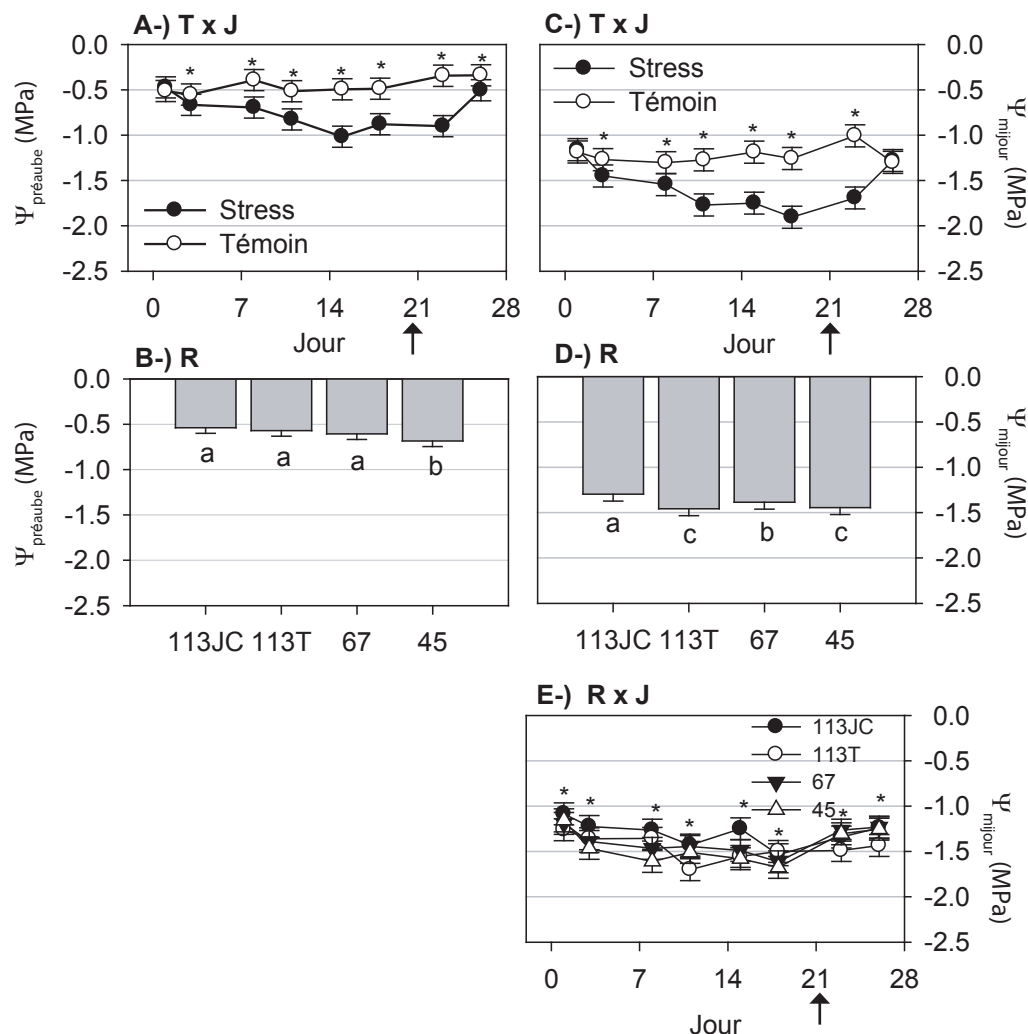 A-) T x J
0.0
-0.5
-1.0
-1.5
-2.0
-2.5
Ψpréaube (MPa)
* * * * * * *
Stress
Témoin
0 7 14 21 28
Jour
C-) T x J
0.0
-0.5
-1.0
-1.5
-2.0
-2.5
Ψmijour (MPa)
Stress
Témoin
* * * * * *
0 7 14 21 28
Jour
B-) R
0.0
-0.5
-1.0
-1.5
-2.0
-2.5
Ψpréaube (MPa)
a a a b
113JC 113T 67 45
D-) R
0.0
-0.5
-1.0
-1.5
-2.0
-2.5
Ψmijour (MPa)
a c b c
113JC 113T 67 45
E-) R x J
0.0
-0.5
-1.0
-1.5
-2.0
-2.5
Ψmijour (MPa)
113JC
113T
67
45
* * * * * * * *
0 7 14 21 28
Jour